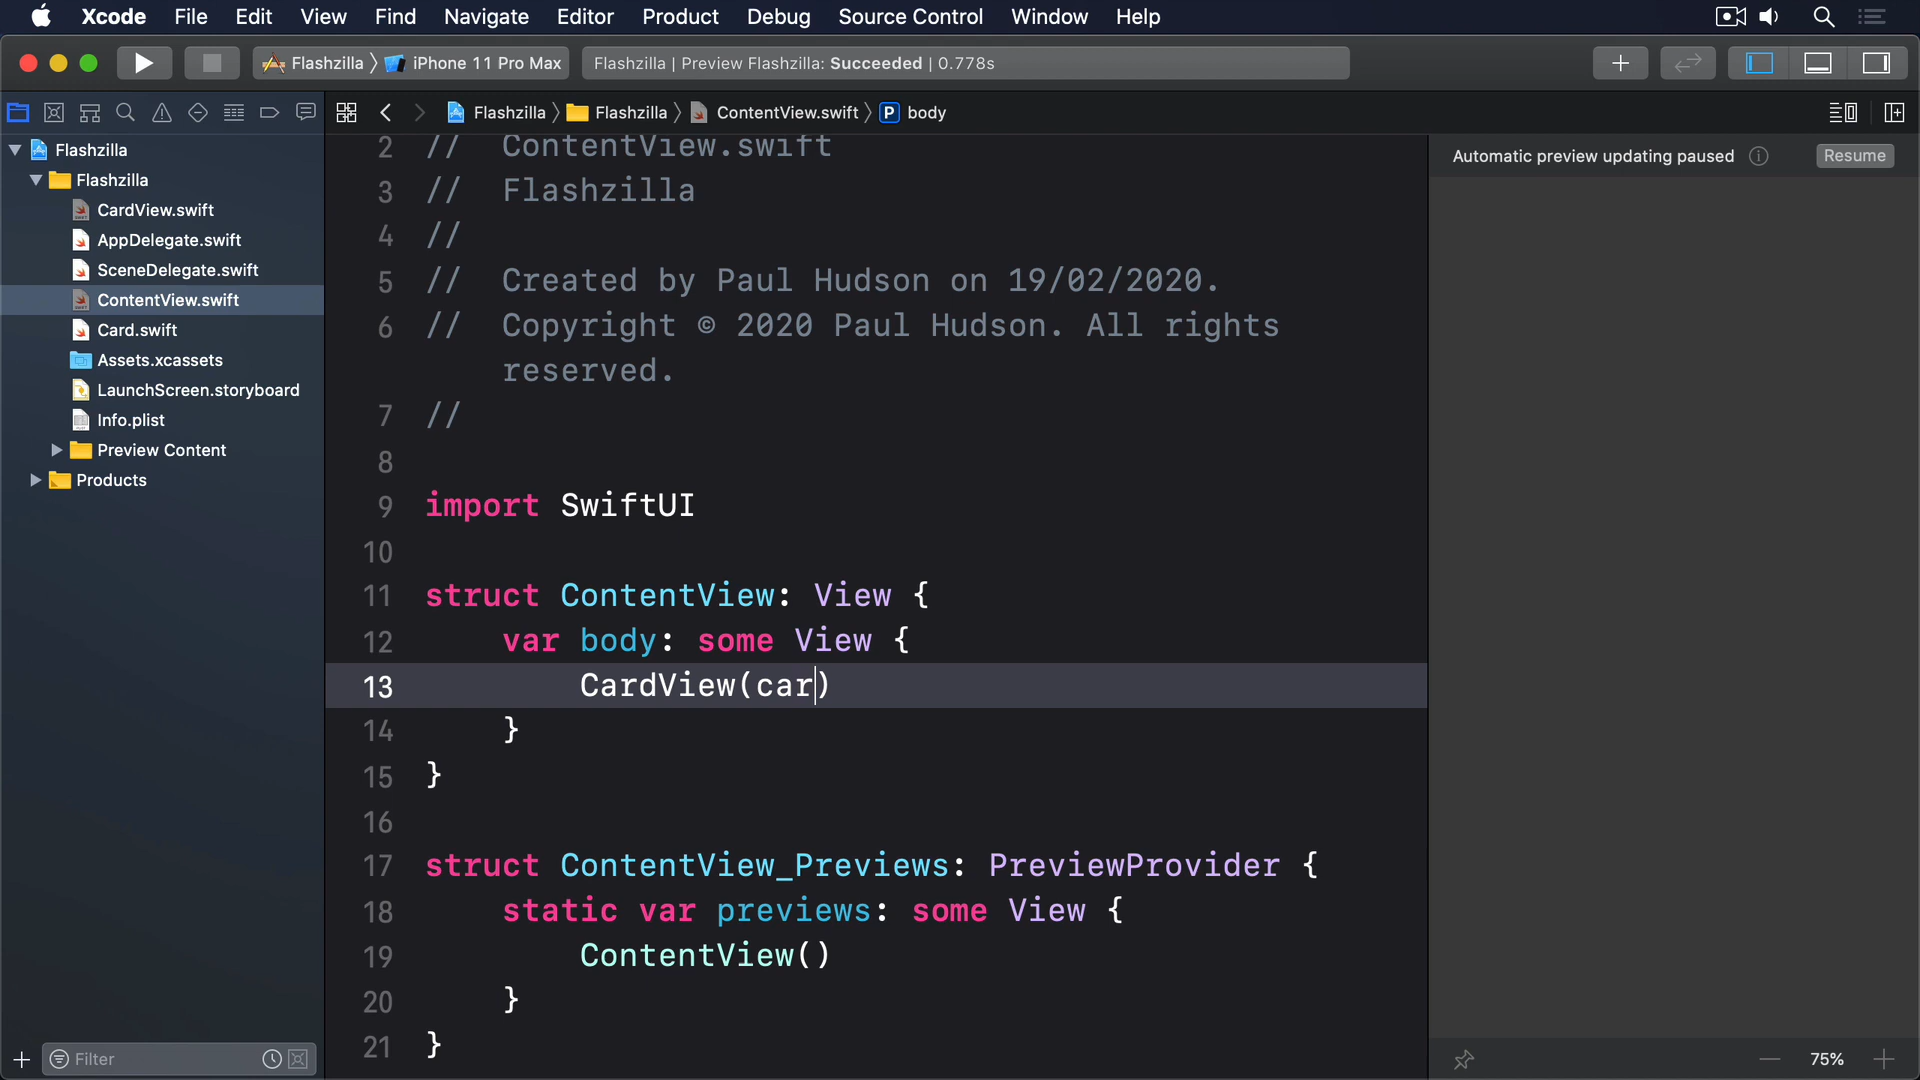 Xcode File Edit View Find Navigate Editor Product Debug Source Control Window Help
Flashzilla iPhone 11 Pro Max
Flashzilla | Preview Flashzilla: Succeeded | 0.778s
Flashzilla Flashzilla ContentView.swift P body
Flashzilla
Flashzilla
CardView.swift
AppDelegate.swift
SceneDelegate.swift
ContentView.swift
Card.swift
Assets.xcassets
LaunchScreen.storyboard
Info.plist
Preview Content
Products
Filter
2 // ContentView.swift
3 // Flashzilla
4 //
5 // Created by Paul Hudson on 19/02/2020.
6 // Copyright © 2020 Paul Hudson. All rights
reserved.
7 //
8
9 import SwiftUI
10
11 struct ContentView: View {
12 var body: some View {
13 CardView(car)
14 }
15 }
16
17 struct ContentView_Previews: PreviewProvider {
18 static var previews: some View {
19 ContentView()
20 }
21 }
Automatic preview updating paused Resume
75%